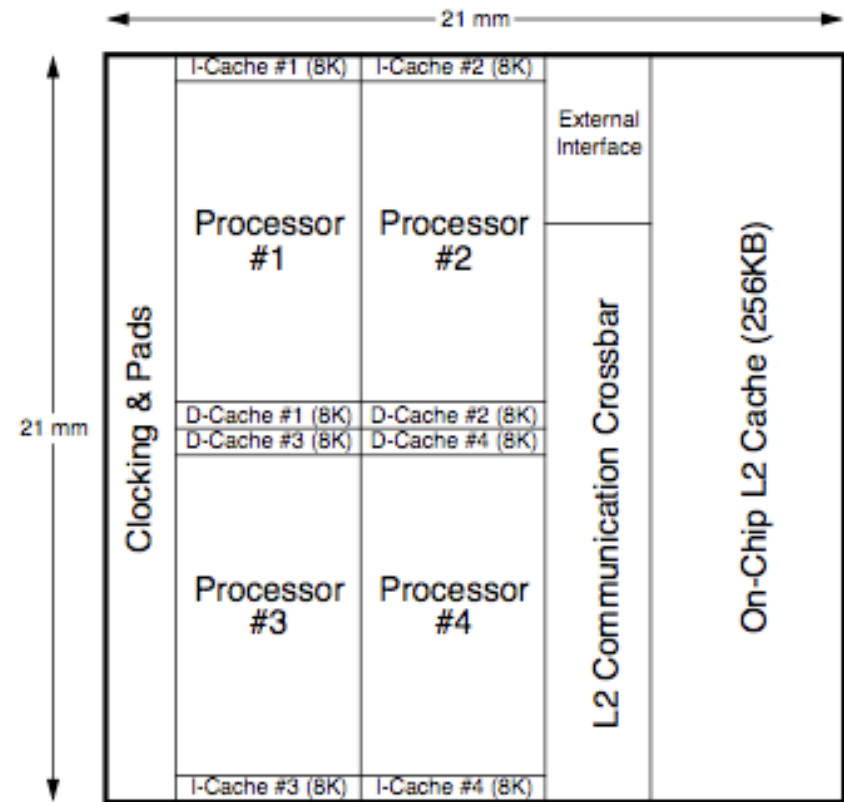 21 mm
I-Cache #1 (8K)
I-Cache #2 (8K)
External
Interface
Processor
#1
Processor
#2
Clocking & Pads
21 mm
D-Cache #1 (8K)
D-Cache #2 (8K)
D-Cache #3 (8K)
D-Cache #4 (8K)
L2 Communication Crossbar
On-Chip L2 Cache (256KB)
Processor
#3
Processor
#4
I-Cache #3 (8K)
I-Cache #4 (8K)